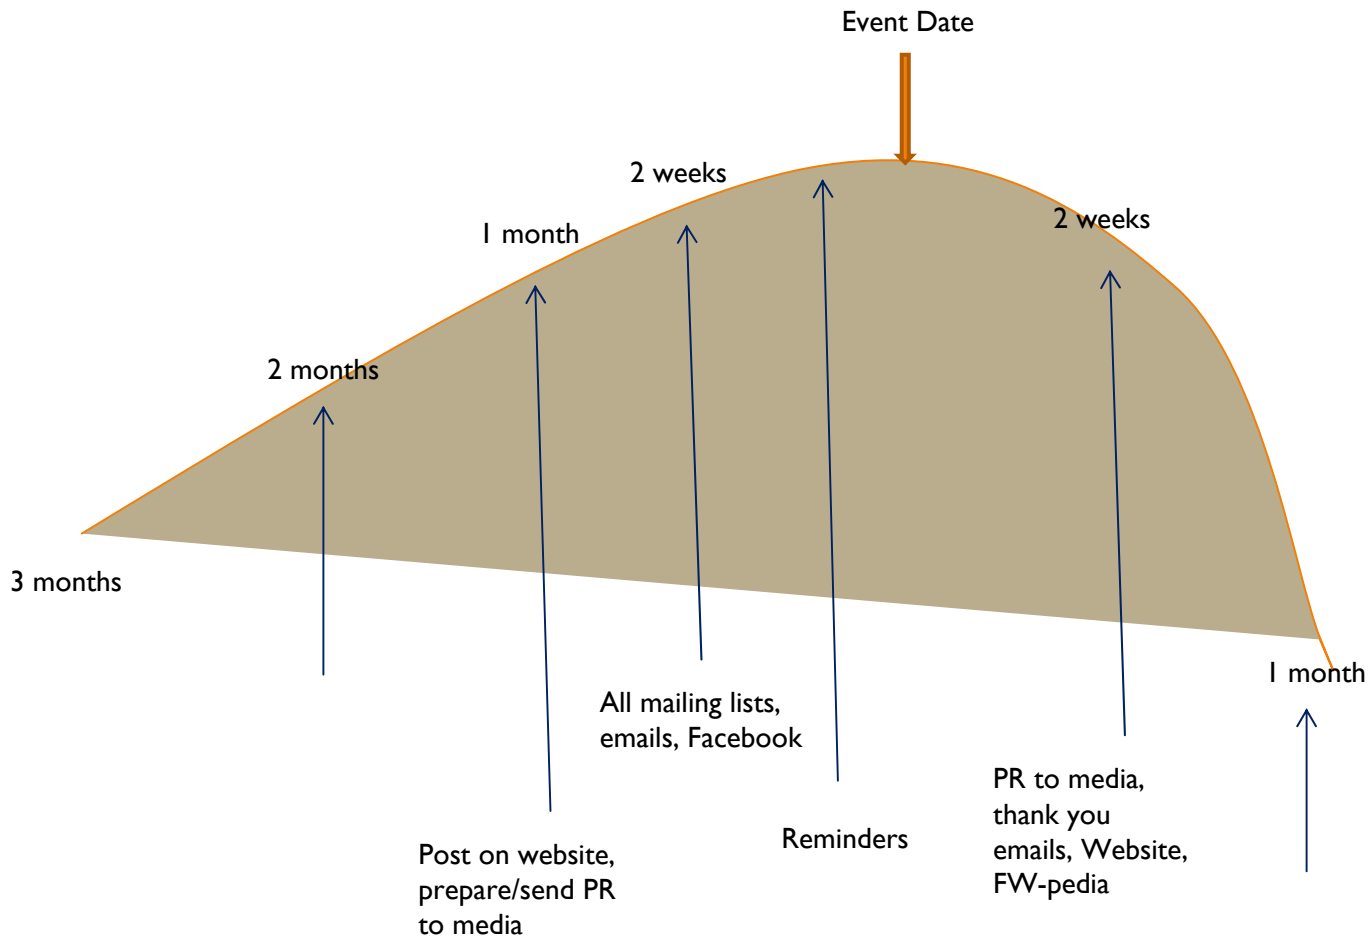 Event Date
2 weeks
1 month
2 weeks
2 months
3 months
1 month
All mailing lists,
emails, Facebook
PR to media,
thank you
emails, Website,
FW-pedia
Reminders
Post on website,
prepare/send PR
to media